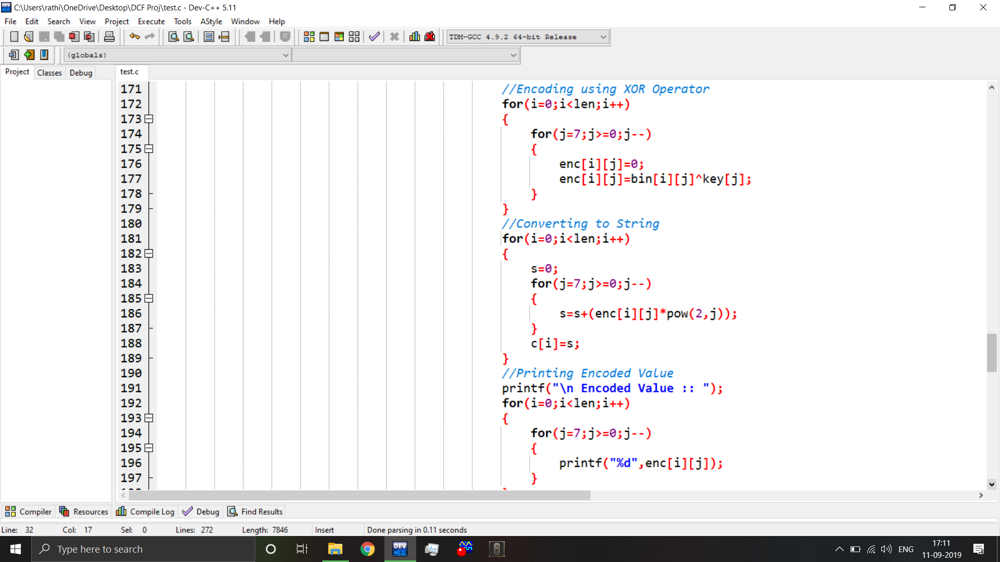 C:\Users\rathi\OneDrive\Desktop\DCF Proj\test.c - Dev-C++ 5.11
File Edit Search View Project Execute Tools AStyle Window Help
TDM-GCC 4.9.2 64-bit Release
(globals)
Project Classes Debug test.c
171 //Encoding using XOR Operator
172 for(i=0;i<len;i++)
173 {
174 for(j=7;j>=0;j--)
175 {
176 enc[i][j]=0;
177 enc[i][j]=bin[i][j]^key[j];
178 }
179 }
180 //Converting to String
181 for(i=0;i<len;i++)
182 {
183 s=0;
184 for(j=7;j>=0;j--)
185 {
186 s=s+(enc[i][j]*pow(2,j));
187 }
188 c[i]=s;
189 }
190 //Printing Encoded Value
191 printf("\n Encoded Value :: ");
192 for(i=0;i<len;i++)
193 {
194 for(j=7;j>=0;j--)
195 {
196 printf("%d",enc[i][j]);
197 }
Compiler Resources Compile Log Debug Find Results
Line: 32 Col: 17 Sel: 0 Lines: 272 Length: 7846 Insert Done parsing in 0.11 seconds
Type here to search
DEV C++
ENG
17:11
11-09-2019